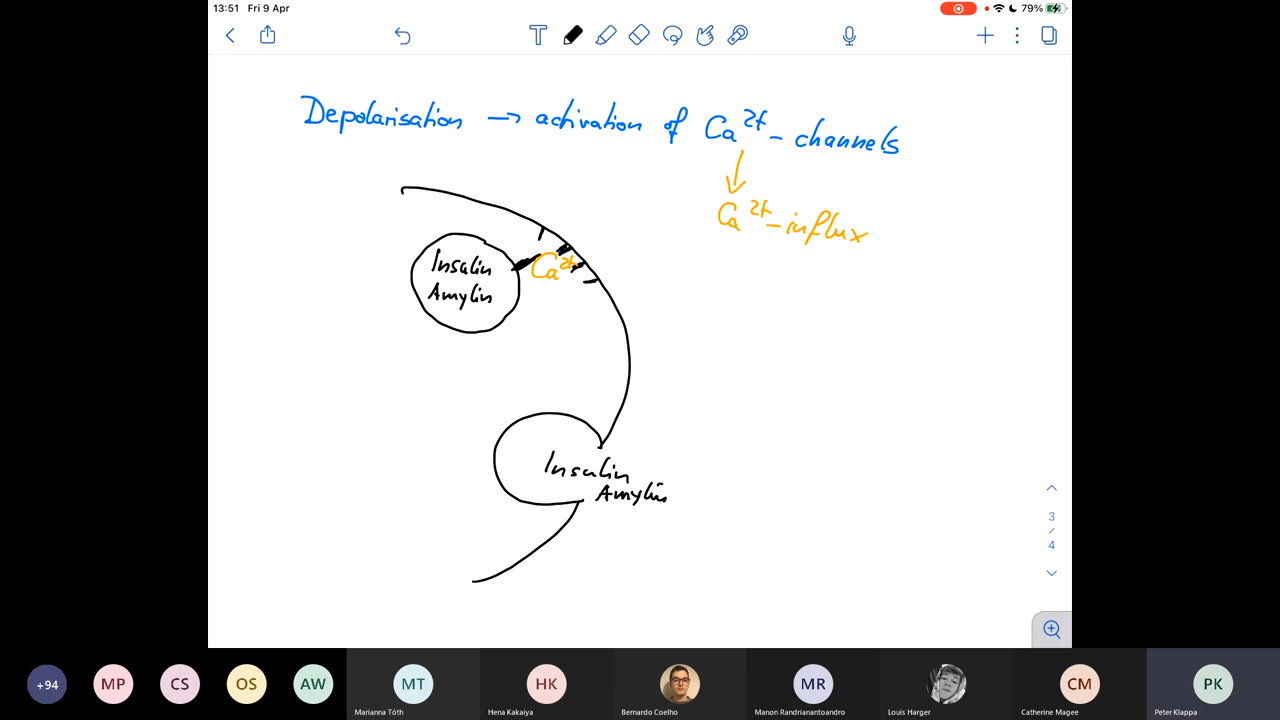 13:51 Fri 9 Apr
79%
Depolarisation → activation of Ca2+ - channels
Ca2+ - influx
Insulin
Amylin
Ca2+
Insulin
Amylin
3
/
4
+94
MP
CS
OS
AW
MT
HK
MR
CM
PK
Marianna Tóth
Hena Kakaiya
Bernardo Coelho
Manon Randrianantoandro
Louis Harger
Catherine Magee
Peter Klappa